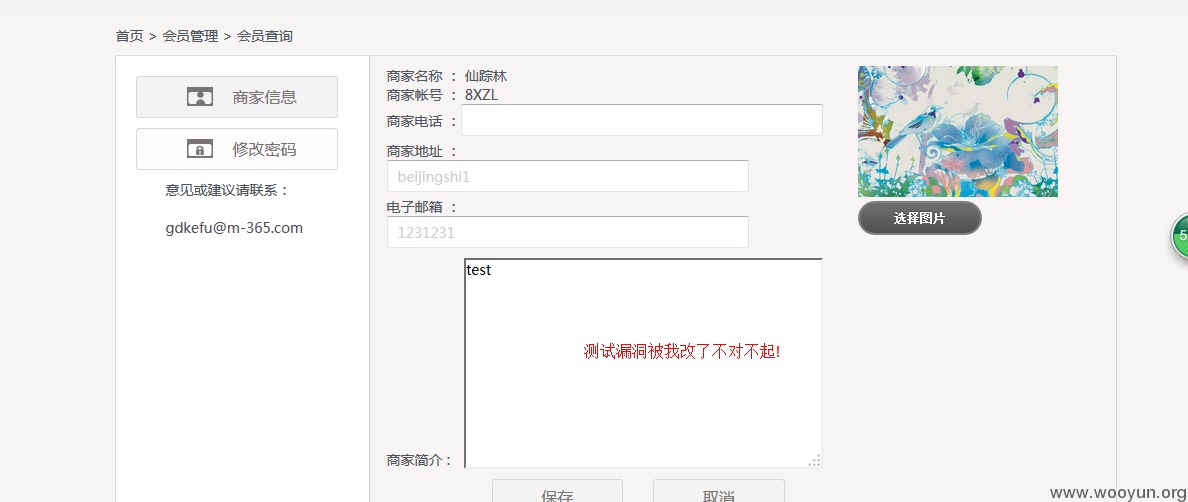 首页 > 会员管理 > 会员查询
商家信息
修改密码
意见或建议请联系：
gdkefu@m-365.com
商家名称 ： 仙踪林
商家帐号 ： 8XZL
商家电话 ：
商家地址 ：
beijingshi1
电子邮箱 ：
1231231
test
测试漏洞被我改了不对不起!
商家简介：
保存
取消
选择图片
5
www.wooyun.org